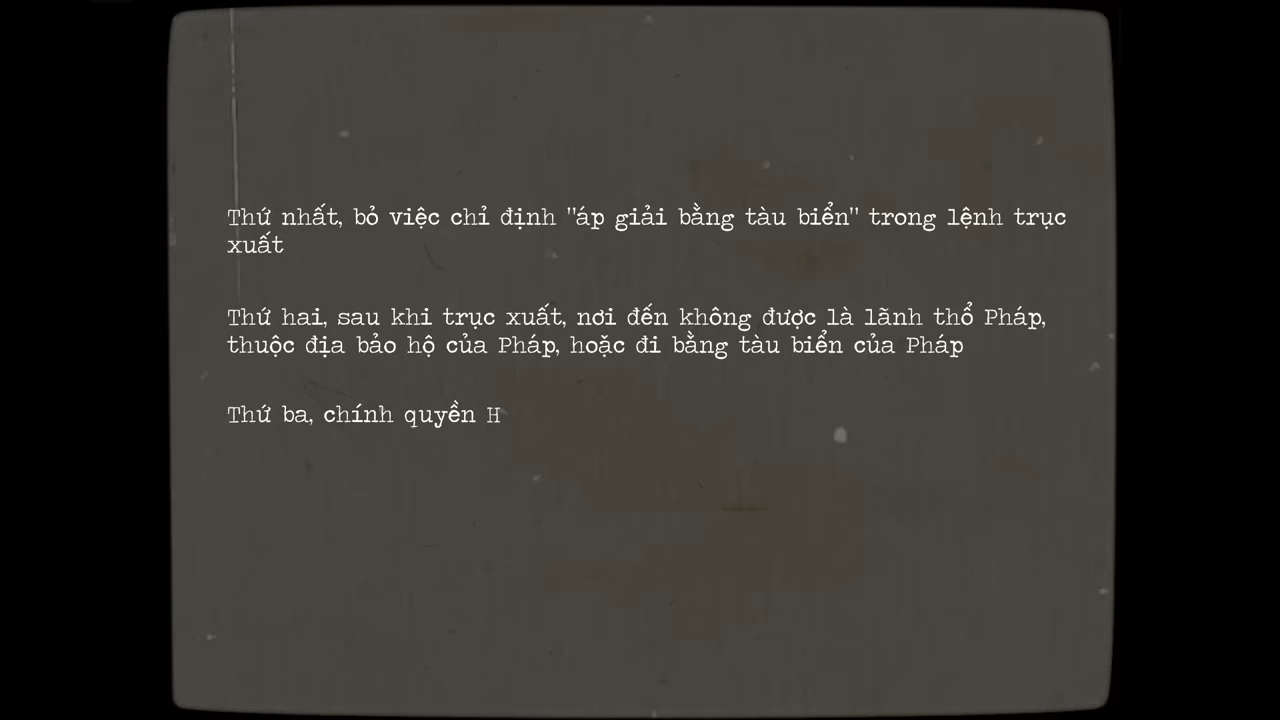 Thứ nhất, bỏ việc chỉ định "áp giải bằng tàu biển" trong lệnh trục
xuất
Thứ hai, sau khi trục xuất, nơi đến không được là lãnh thổ Pháp,
thuộc địa bảo hộ của Pháp, hoặc đi bằng tàu biển của Pháp
Thứ ba, chính quyền H